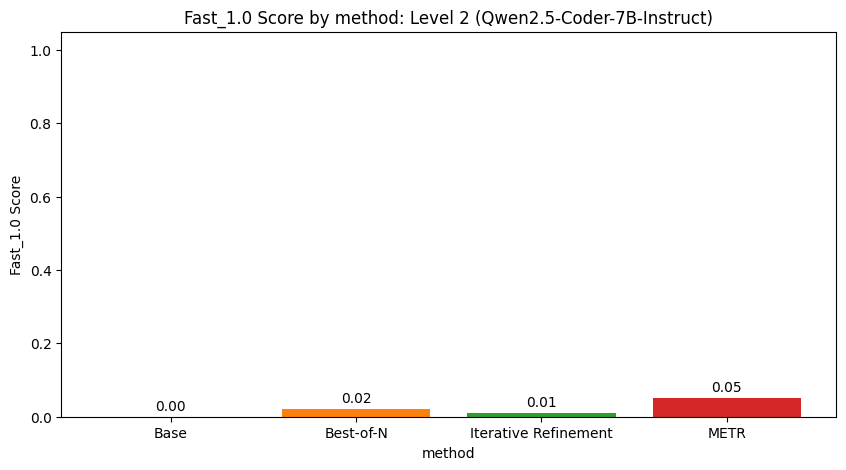 Fast_1.0 Score by method: Level 2 (Qwen2.5-Coder-7B-Instruct)
Fast_1.0 Score
1.0
0.8
0.6
0.4
0.2
0.0
0.00
0.02
0.01
0.05
Base
Best-of-N
Iterative Refinement
METR
method